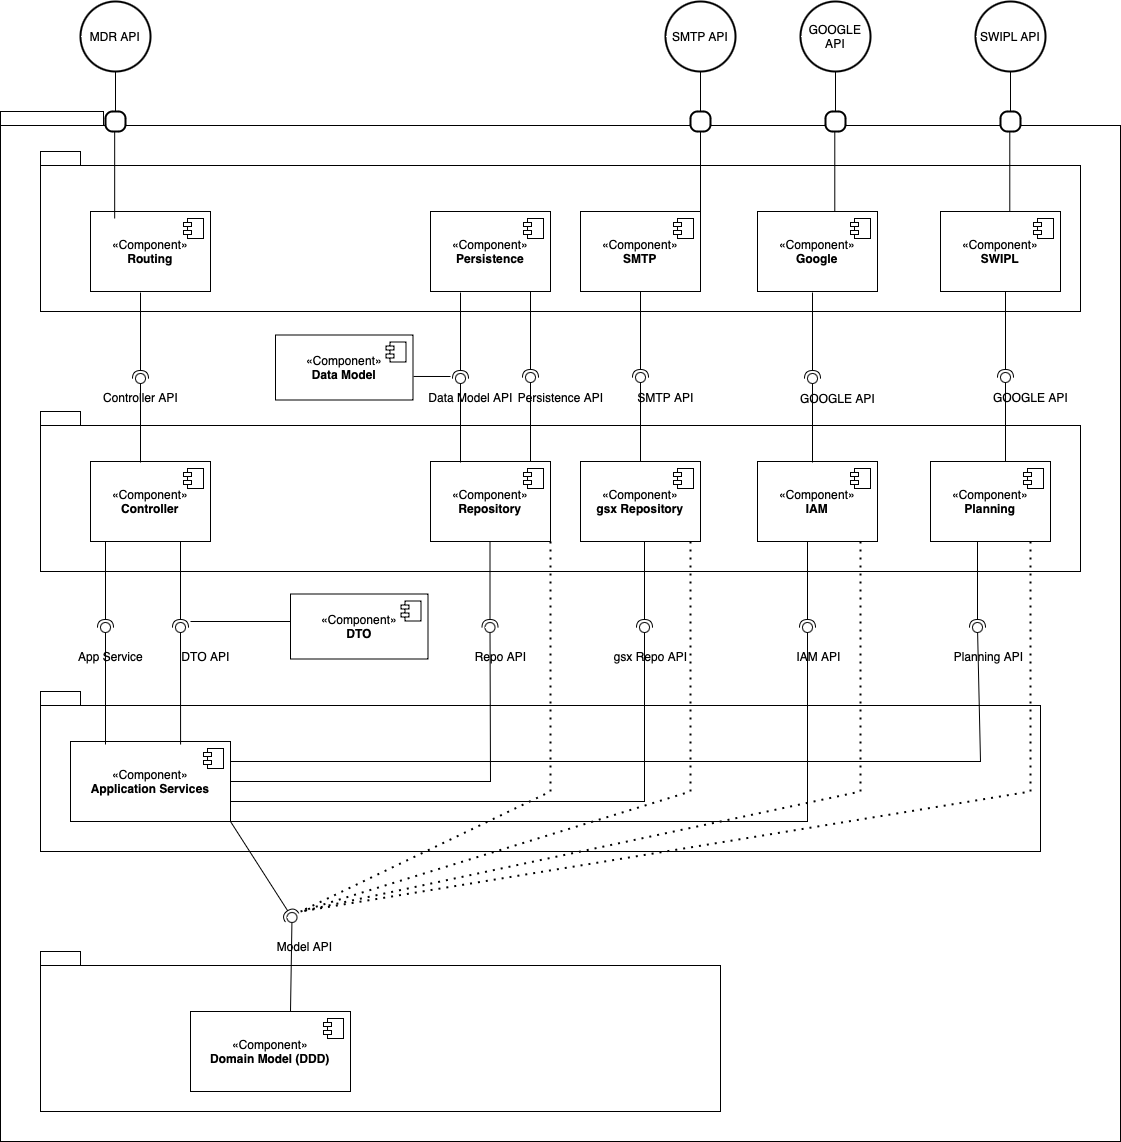 MDR API
SMTP API
GOOGLE
API
SWIPL API
«Component»
Routing
«Component»
Persistence
«Component»
SMTP
«Component»
Google
«Component»
SWIPL
«Component»
Data Model
Controller API
Data Model API
Persistence API
SMTP API
GOOGLE API
GOOGLE API
«Component»
Controller
«Component»
Repository
«Component»
gsx Repository
«Component»
IAM
«Component»
Planning
«Component»
DTO
App Service
DTO API
Repo API
gsx Repo API
IAM API
Planning API
«Component»
Application Services
Model API
«Component»
Domain Model (DDD)